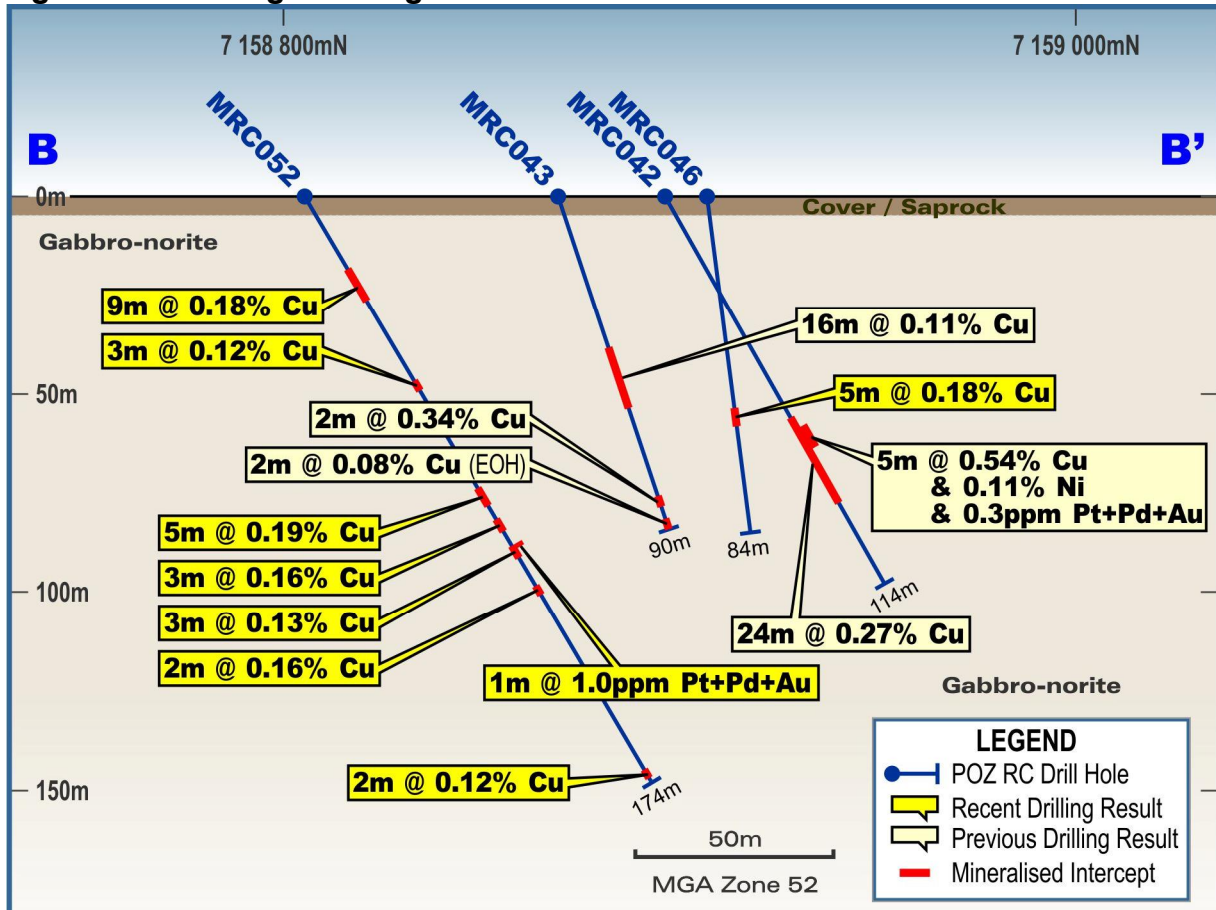 7 158 800mN
7 159 000mN
MRC052
MRC043
MRC042
MRC046
B
B’
0m
Cover / Saprock
Gabbro-norite
9m @ 0.18% Cu
16m @ 0.11% Cu
3m @ 0.12% Cu
50m
5m @ 0.18% Cu
2m @ 0.34% Cu
2m @ 0.08% Cu (EOH)
5m @ 0.54% Cu
& 0.11% Ni
& 0.3ppm Pt+Pd+Au
5m @ 0.19% Cu
90m
84m
3m @ 0.16% Cu
100m
114m
3m @ 0.13% Cu
24m @ 0.27% Cu
2m @ 0.16% Cu
1m @ 1.0ppm Pt+Pd+Au
Gabbro-norite
2m @ 0.12% Cu
174m
150m
50m
MGA Zone 52
LEGEND
POZ RC Drill Hole
Recent Drilling Result
Previous Drilling Result
Mineralised Intercept